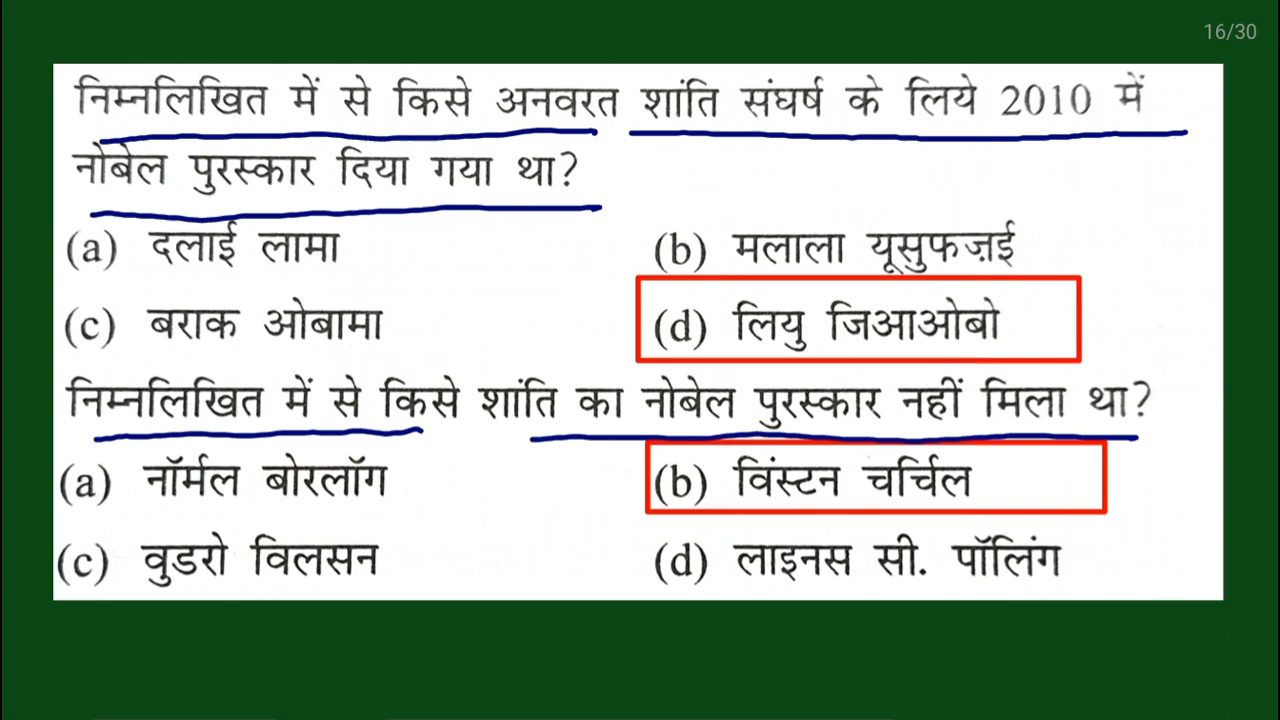 16/30
निम्नलिखित में से किसे अनवरत शांति संघर्ष के लिये 2010 में
नोबेल पुरस्कार दिया गया था?
(a) दलाई लामा (b) मलाला यूसुफज़ई
(c) बराक ओबामा (d) लियु जिआओबो
निम्नलिखित में से किसे शांति का नोबेल पुरस्कार नहीं मिला था?
(a) नॉर्मल बोरलॉग (b) विंस्टन चर्चिल
(c) वुडरो विलसन (d) लाइनस सी. पॉलिंग